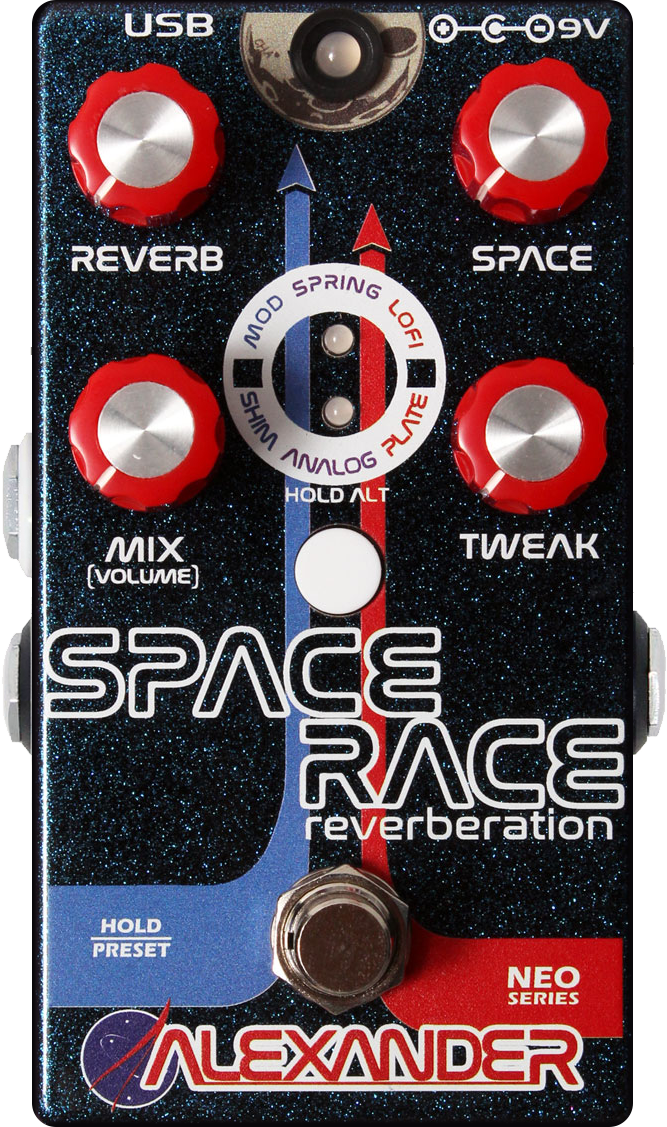 USB
9V
REVERB
SPACE
MOD SPRING LOFI
SHIM ANALOG PLATE
HOLD ALT
MIX
(VOLUME)
TWEAK
SPACE
RACE
reverberation
HOLD
PRESET
NEO
SERIES
ALEXANDER